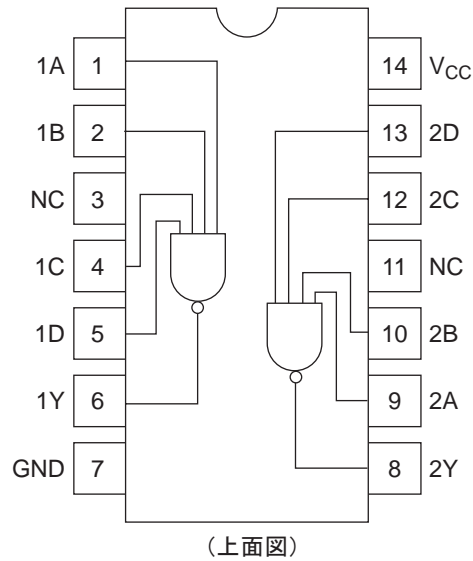 1A 1 14 VCC
1B 2 13 2D
NC 3 12 2C
1C 4 11 NC
1D 5 10 2B
1Y 6 9 2A
GND 7 8 2Y
(上面図)